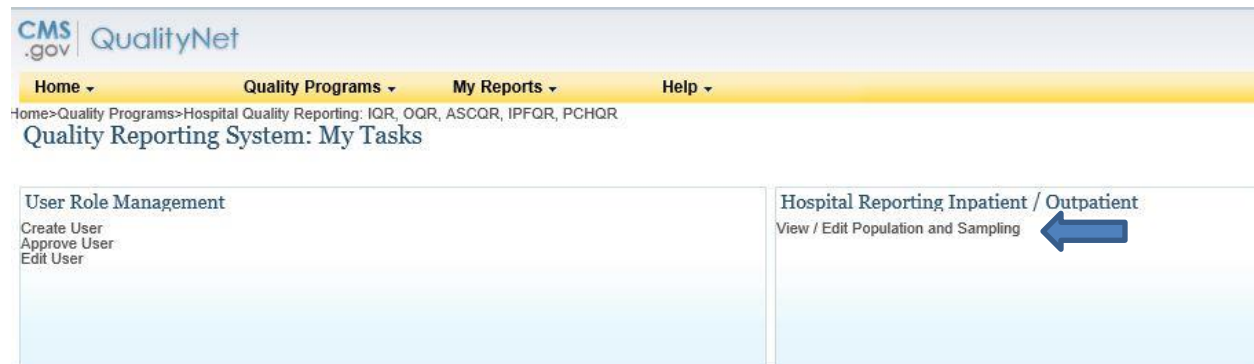 CMS
.gov QualityNet
Home Quality Programs My Reports Help
Home>Quality Programs>Hospital Quality Reporting: IQR, OQR, ASCQR, IPFQR, PCHQR
Quality Reporting System: My Tasks
User Role Management
Create User
Approve User
Edit User
Hospital Reporting Inpatient / Outpatient
View / Edit Population and Sampling